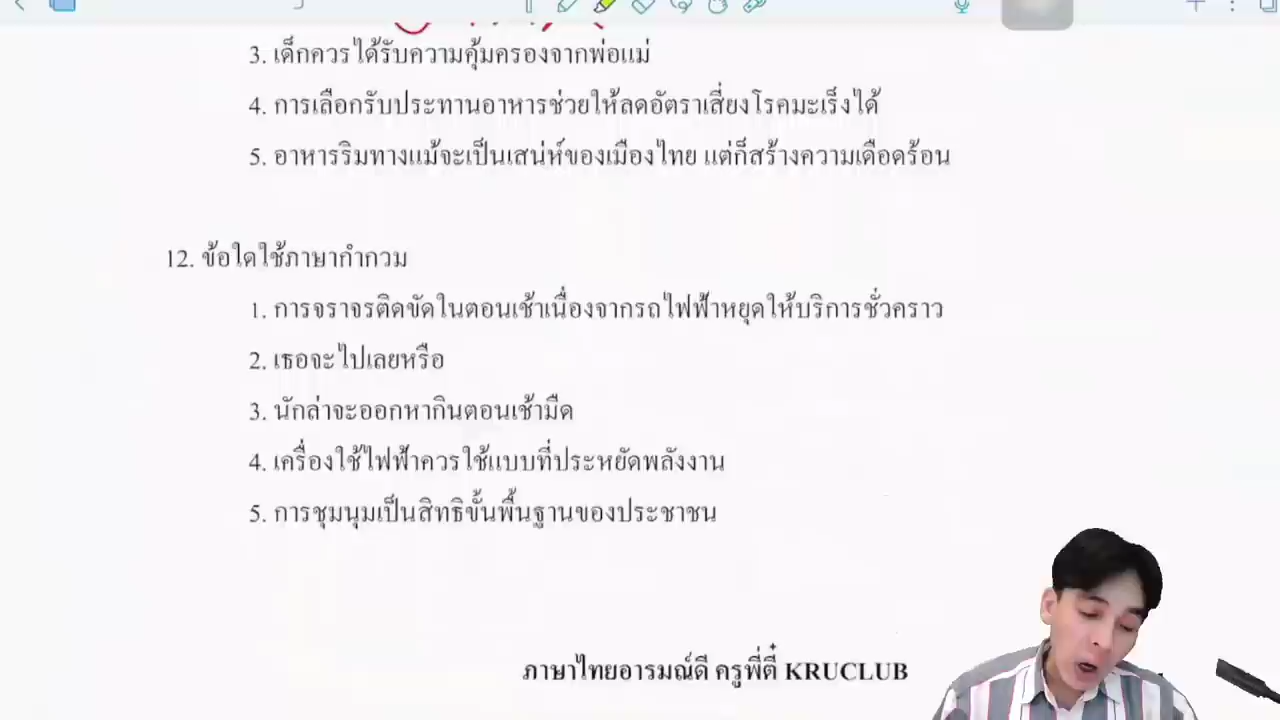 3. เด็กควรได้รับความคุ้มครองจากพ่อแม่
4. การเลือกรับประทานอาหารช่วยให้ลดอัตราเสี่ยงโรคมะเร็งได้
5. อาหารริมทางแม้จะเป็นเสน่ห์ของเมืองไทย แต่ก็สร้างความเดือดร้อน
12. ข้อใดใช้ภาษากำกวม
1. การจราจรติดขัดในตอนเช้าเนื่องจากรถไฟฟ้าหยุดให้บริการชั่วคราว
2. เธอจะไปเลยหรือ
3. นักล่าจะออกหากินตอนเช้ามืด
4. เครื่องใช้ไฟฟ้าควรใช้แบบที่ประหยัดพลังงาน
5. การชุมนุมเป็นสิทธิขั้นพื้นฐานของประชาชน
ภาษาไทยอารมณ์ดี ครูพี่ตี๋ KRUCLUB